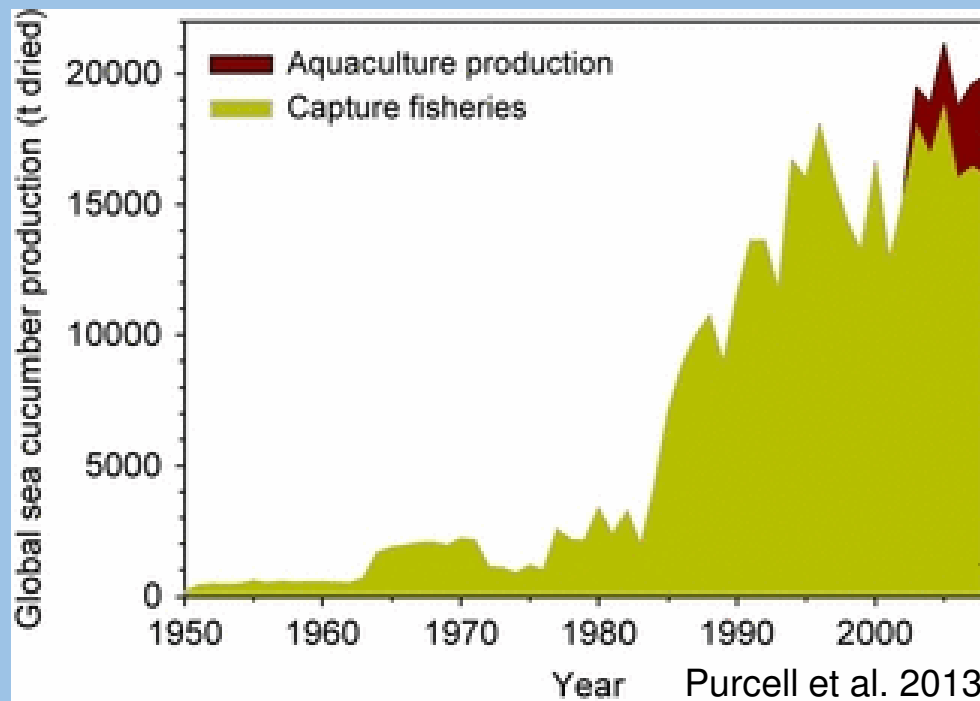 Global sea cucumber production (t dried)
20000
15000
10000
5000
0
Aquaculture production
Capture fisheries
1950 1960 1970 1980 1990 2000
Year
Purcell et al. 2013